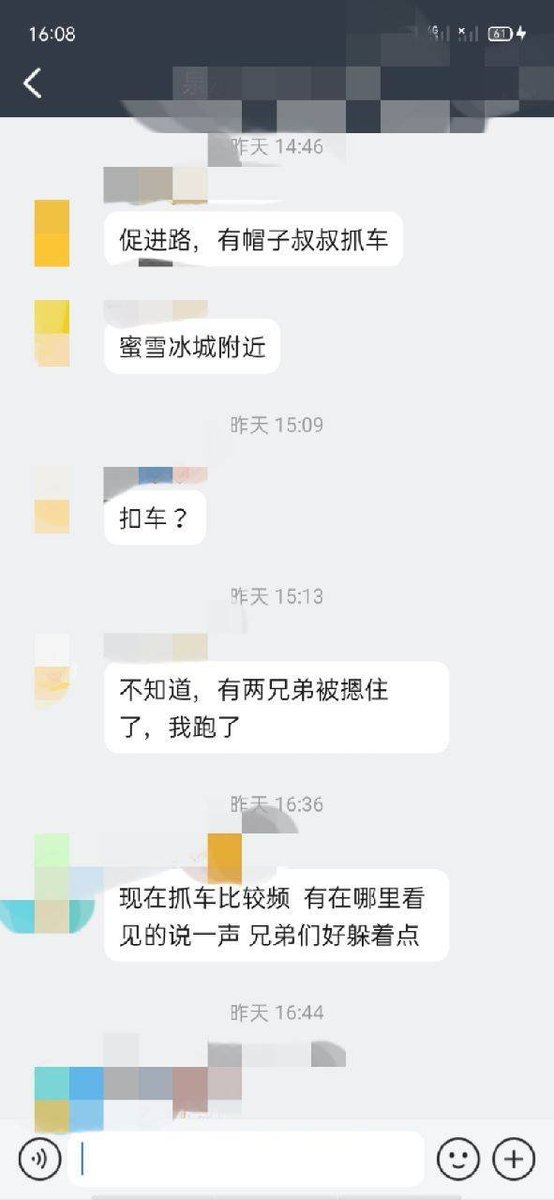 16:08
61
昨天 14:46
促进路，有帽子叔叔抓车
蜜雪冰城附近
昨天 15:09
扣车？
昨天 15:13
不知道，有两兄弟被摁住
了，我跑了
昨天 16:36
现在抓车比较频 有在哪里看
见的说一声 兄弟们好躲着点
昨天 16:44